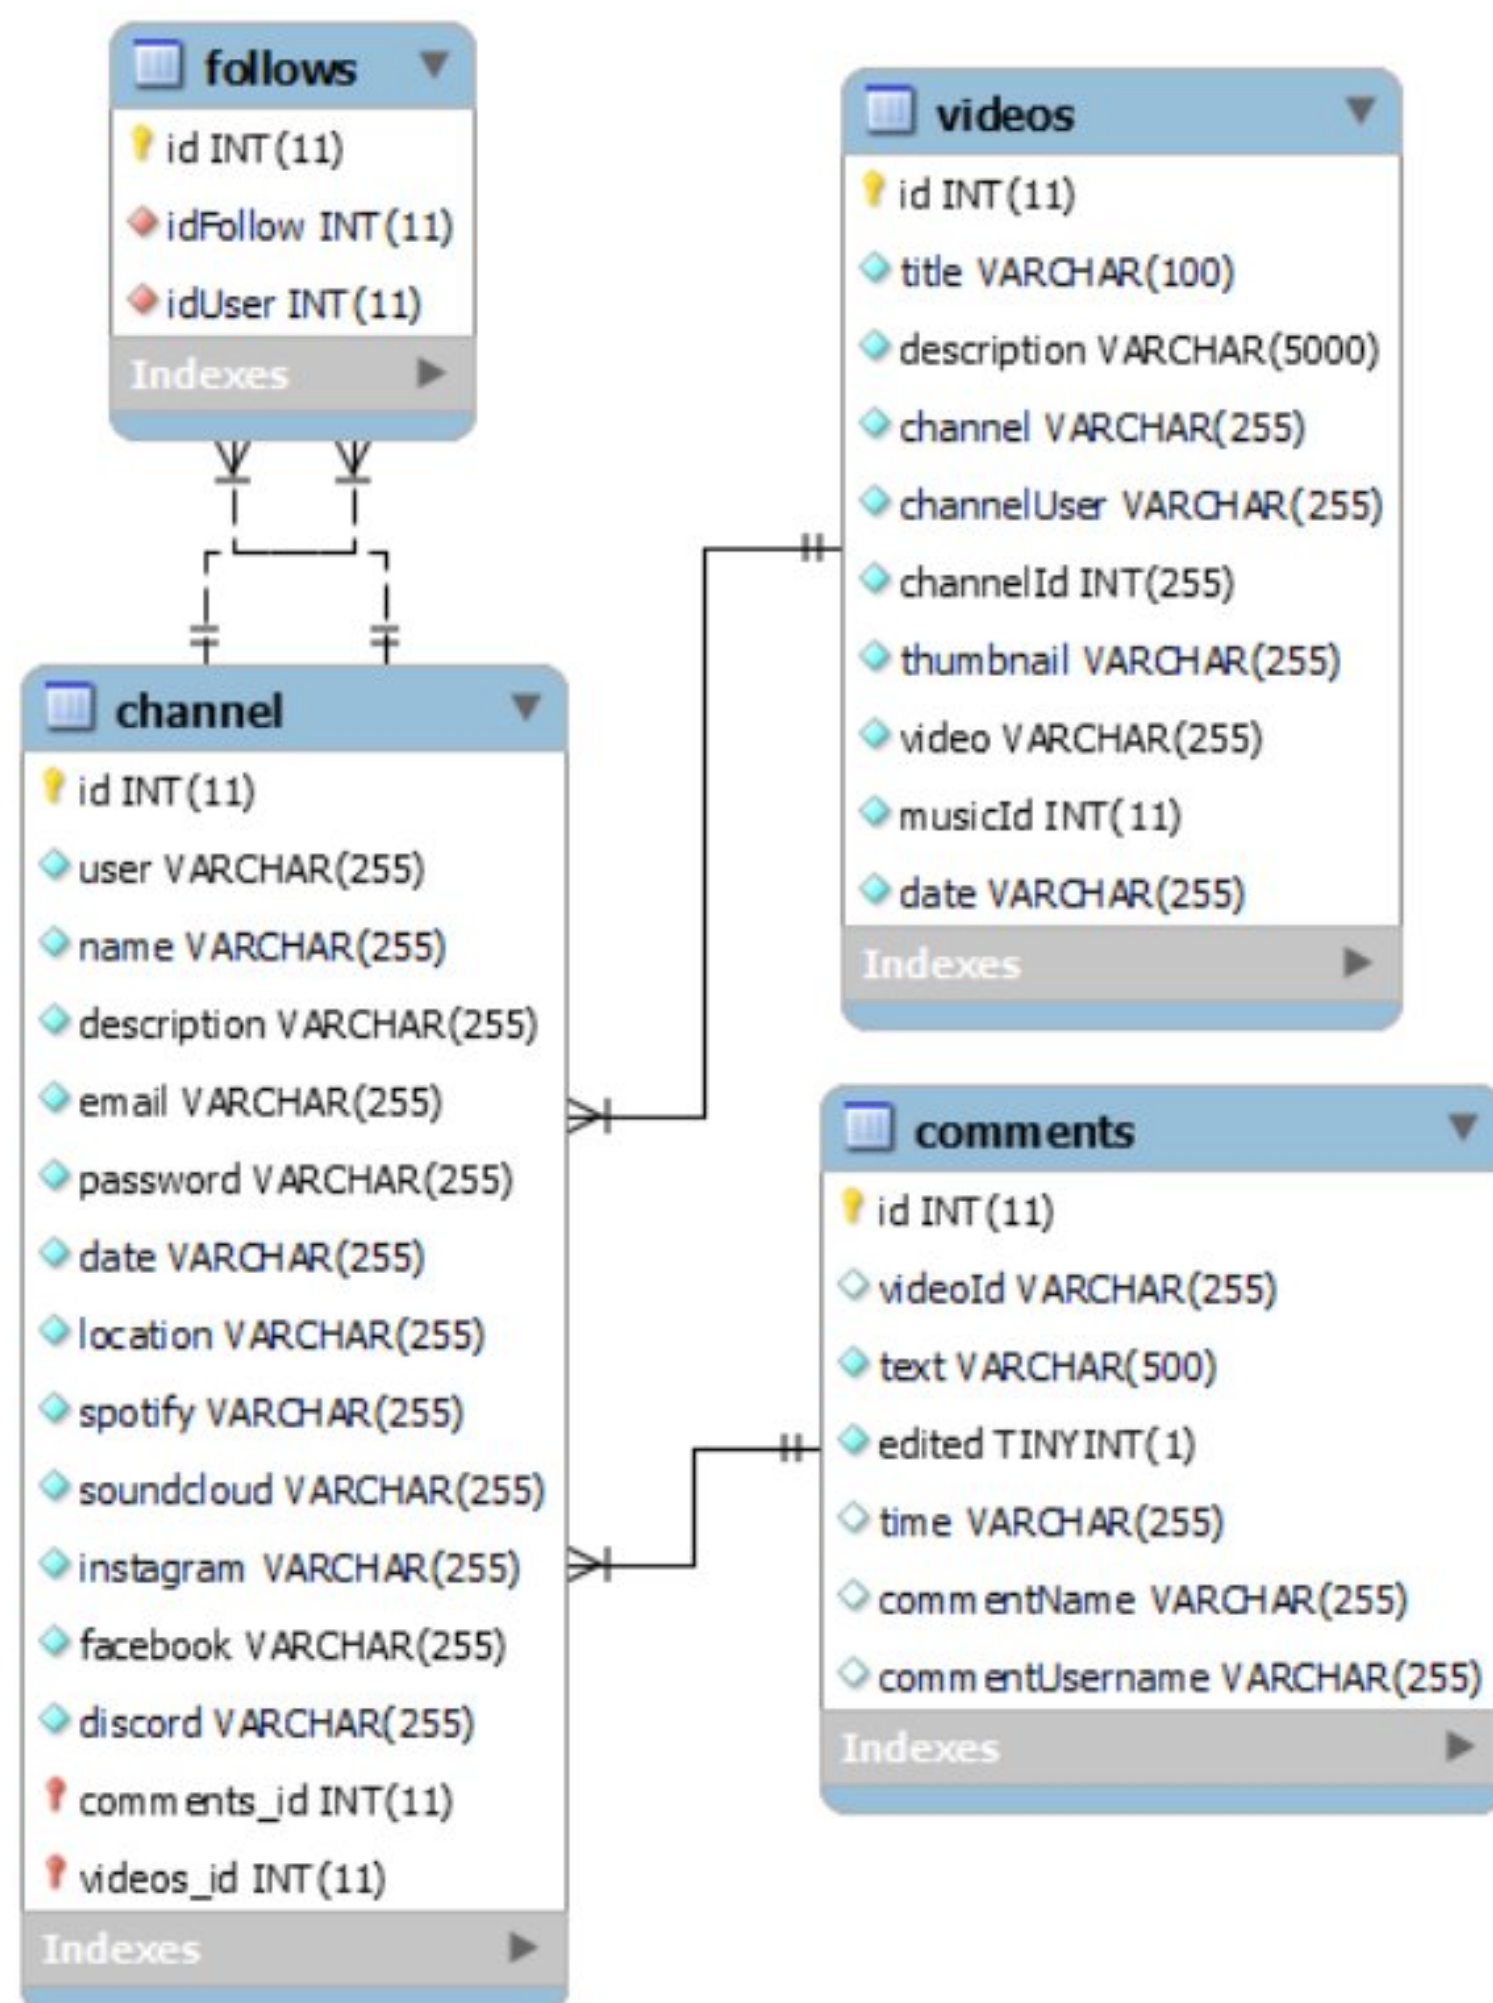 follows
id INT(11)
idFollow INT(11)
idUser INT(11)
Indexes
channel
id INT(11)
user VARCHAR(255)
name VARCHAR(255)
description VARCHAR(255)
email VARCHAR(255)
password VARCHAR(255)
date VARCHAR(255)
location VARCHAR(255)
spotify VARCHAR(255)
soundcloud VARCHAR(255)
instagram VARCHAR(255)
facebook VARCHAR(255)
discord VARCHAR(255)
comments_id INT(11)
videos_id INT(11)
Indexes
videos
id INT(11)
title VARCHAR(100)
description VARCHAR(5000)
channel VARCHAR(255)
channelUser VARCHAR(255)
channelId INT(255)
thumbnail VARCHAR(255)
video VARCHAR(255)
musicId INT(11)
date VARCHAR(255)
Indexes
comments
id INT(11)
videoId VARCHAR(255)
text VARCHAR(500)
edited TINYINT(1)
time VARCHAR(255)
commentName VARCHAR(255)
commentUsername VARCHAR(255)
Indexes